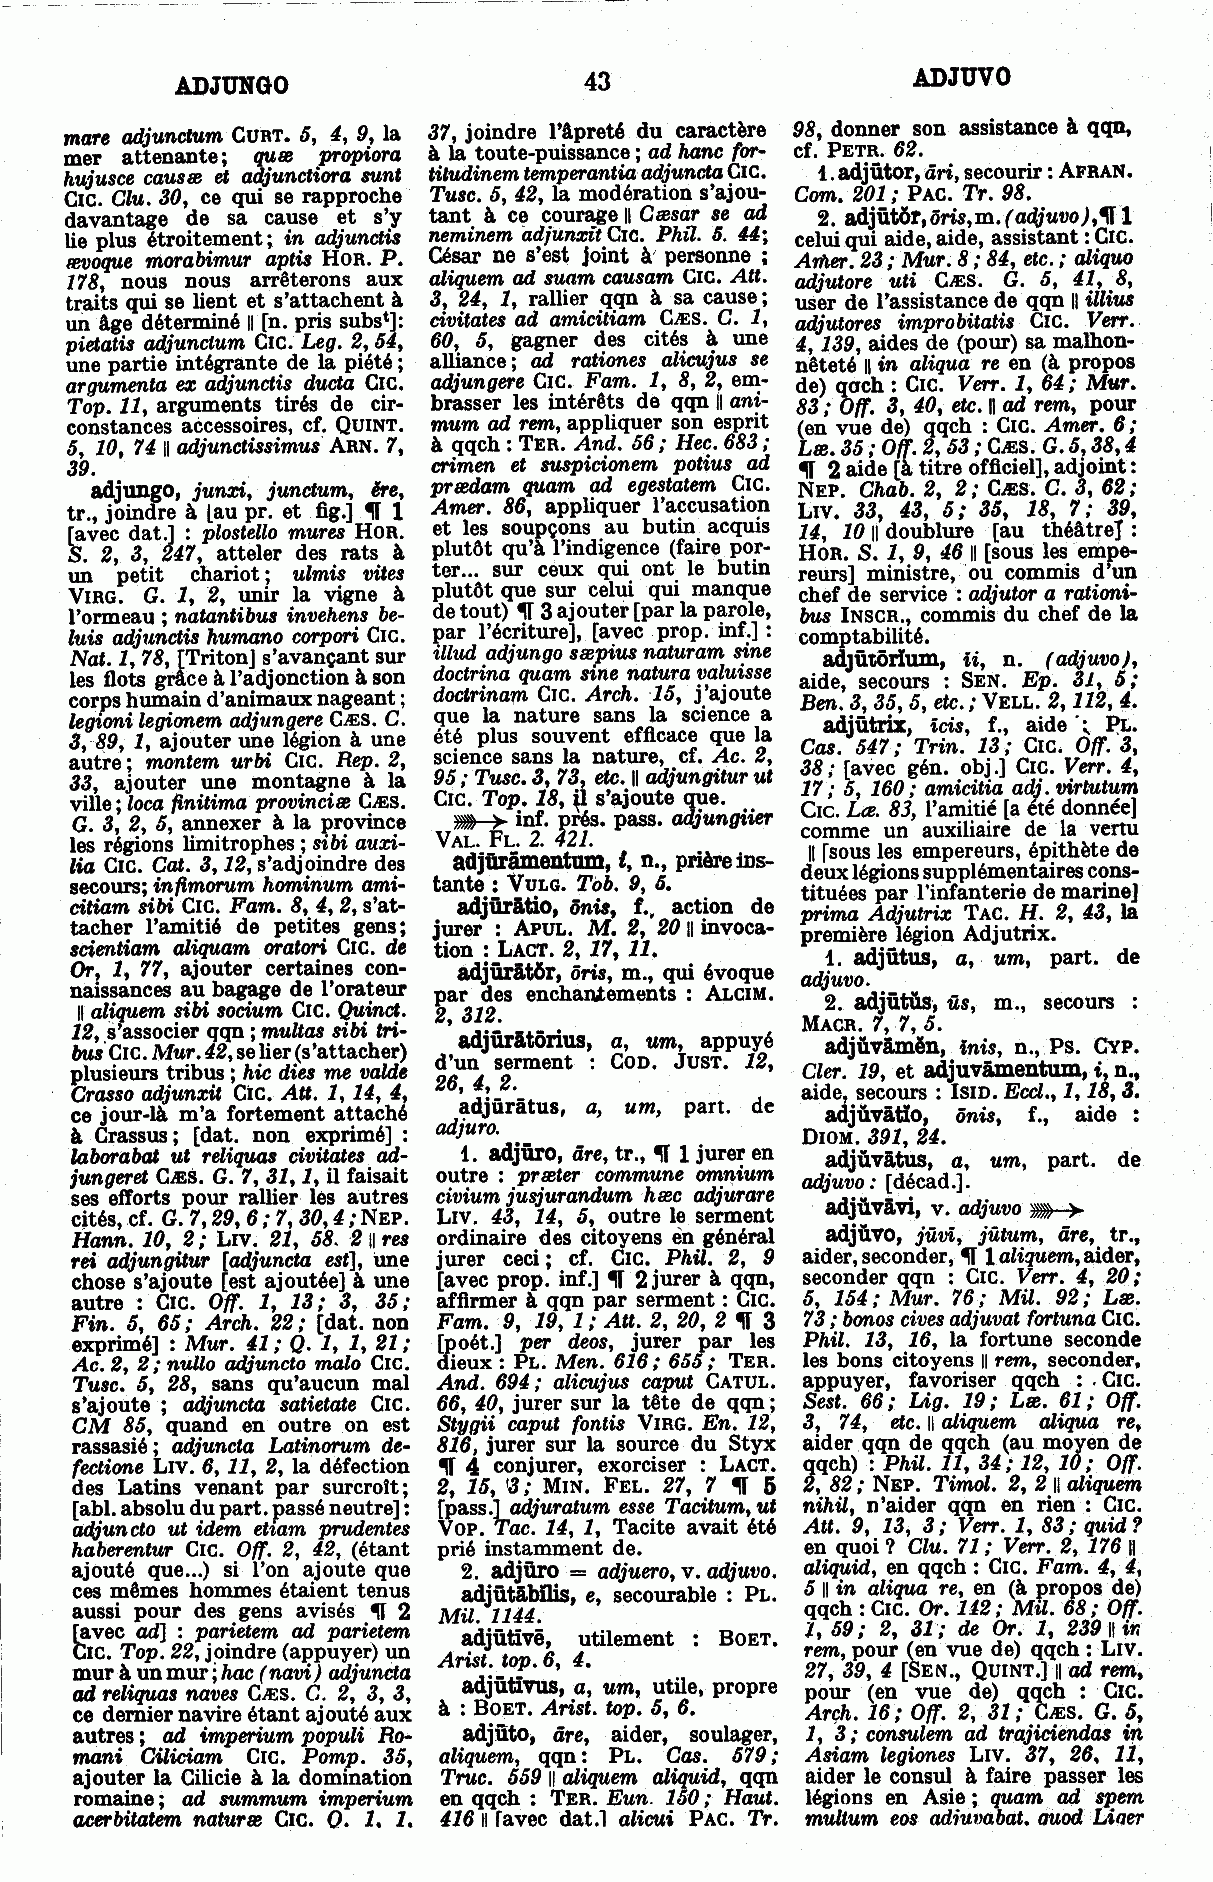 ADJUNGO
43
ADJUVO
mare adjunctum CURT. 5, 4, 9, la
mer attenante; quæ propiora
hujusce causæ et adjunctiora sunt
CIC. Clu. 30, ce qui se rapproche
davantage de sa cause et s'y
lie plus étroitement; in adjunctis
ævoque morabimur aptis HOR. P.
178, nous nous arrêterons aux
traits qui se lient et s'attachent à
un âge déterminé || [n. pris subsᵗ]:
pietatis adjunctum CIC. Leg. 2, 54,
une partie intégrante de la piété;
argumenta ex adjunctis ducta CIC.
Top. 11, arguments tirés de cir-
constances accessoires, cf. QUINT.
5, 10, 74 || adjunctissimus ARN. 7,
39.
adjungo, junxi, junctum, ĕre,
tr., joindre à [au pr. et fig.] ¶ 1
[avec dat.] : plostello mures HOR.
S. 2, 3, 247, atteler des rats à
un petit chariot; ulmis vites
VIRG. G. 1, 2, unir la vigne à
l'ormeau ; natantibus invehens be-
luis adjunctis humano corpori CIC.
Nat. 1, 78, [Triton] s'avançant sur
les flots grâce à l'adjonction à son
corps humain d'animaux nageant;
legioni legionem adjungere CÆS. C.
3, 89, 1, ajouter une légion à une
autre; montem urbi CIC. Rep. 2,
33, ajouter une montagne à la
ville; loca finitima provinciæ CÆS.
G. 3, 2, 5, annexer à la province
les régions limitrophes; sibi auxi-
lia CIC. Cat. 3, 12, s'adjoindre des
secours; infimorum hominum ami-
citiam sibi CIC. Fam. 8, 4, 2, s'at-
tacher l'amitié de petites gens;
scientiam aliquam oratori CIC. de
Or, 1, 77, ajouter certaines con-
naissances au bagage de l'orateur
|| aliquem sibi socium CIC. Quinct.
12, s'associer qqn; multas sibi tri-
bus CIC. Mur. 42, se lier (s'attacher)
plusieurs tribus; hic dies me valde
Crasso adjunxit CIC. Att. 1, 14, 4,
ce jour-là m'a fortement attaché
à Crassus; [dat. non exprimé] :
laborabat ut reliquas civitates ad-
jungeret CÆS. G. 7, 31, 1, il faisait
ses efforts pour rallier les autres
cités, cf. G. 7, 29, 6; 7, 30, 4; NEP.
Hann. 10, 2; LIV. 21, 58. 2 || res
rei adjungitur [adjuncta est], une
chose s'ajoute [est ajoutée] à une
autre : CIC. Off. 1, 13; 3, 35;
Fin. 5, 65; Arch. 22; [dat. non
exprimé] : Mur. 41; Q. 1, 1, 21;
Ac. 2, 2; nullo adjuncto malo CIC.
Tusc. 5, 28, sans qu'aucun mal
s'ajoute ; adjuncta satietate CIC.
CM 85, quand en outre on est
rassasié; adjuncta Latinorum de-
fectione LIV. 6, 11, 2, la défection
des Latins venant par surcroît;
[abl. absolu du part. passé neutre]:
adjuncto ut idem etiam prudentes
haberentur CIC. Off. 2, 42, (étant
ajouté que...) si l'on ajoute que
ces mêmes hommes étaient tenus
aussi pour des gens avisés ¶ 2
[avec ad] : parietem ad parietem
CIC. Top. 22, joindre (appuyer) un
mur à un mur; hac (navi) adjuncta
ad reliquas naves CÆS. C. 2, 3, 3,
ce dernier navire étant ajouté aux
autres; ad imperium populi Ro-
mani Ciliciam CIC. Pomp. 35,
ajouter la Cilicie à la domination
romaine; ad summum imperium
acerbitatem naturæ CIC. Q. 1, 1.
37, joindre l'âpreté du caractère
à la toute-puissance; ad hanc for-
titudinem temperantia adjuncta CIC.
Tusc. 5, 42, la modération s'ajou-
tant à ce courage || Cæsar se ad
neminem adjunxit CIC. Phil. 5. 44;
César ne s'est joint à personne ;
aliquem ad suam causam CIC. Att.
3, 24, 1, rallier qqn à sa cause;
civitates ad amicitiam CÆS. C. 1,
60, 5, gagner des cités à une
alliance; ad rationes alicujus se
adjungere CIC. Fam. 1, 8, 2, em-
brasser les intérêts de qqn || ani-
mum ad rem, appliquer son esprit
à qqch : TER. And. 56; Hec. 683;
crimen et suspicionem potius ad
prædam quam ad egestatem CIC.
Amer. 86, appliquer l'accusation
et les soupçons au butin acquis
plutôt qu'à l'indigence (faire por-
ter... sur ceux qui ont le butin
plutôt que sur celui qui manque
de tout) ¶ 3 ajouter [par la parole,
par l'écriture], [avec prop. inf.] :
illud adjungo sæpius naturam sine
doctrina quam sine natura valuisse
doctrinam CIC. Arch. 15, j'ajoute
que la nature sans la science a
été plus souvent efficace que la
science sans la nature, cf. Ac. 2,
95; Tusc. 3, 73, etc. || adjungitur ut
CIC. Top. 18, il s'ajoute que.
⟫→ inf. prés. pass. adjungiier
VAL. FL. 2. 421.
adjūrāmentum, i, n., prière ins-
tante : VULG. Tob. 9, 5.
adjūrātio, ōnis, f., action de
jurer : APUL. M. 2, 20 || invoca-
tion : LACT. 2, 17, 11.
adjūrātŏr, ōris, m., qui évoque
par des enchantements : ALCIM.
2, 312.
adjūrātōrius, a, um, appuyé
d'un serment : COD. JUST. 12,
26, 4, 2.
adjūrātus, a, um, part. de
adjuro.
1. adjūro, āre, tr., ¶ 1 jurer en
outre : præter commune omnium
civium jusjurandum hæc adjurare
LIV. 43, 14, 5, outre le serment
ordinaire des citoyens en général
jurer ceci; cf. CIC. Phil. 2, 9
[avec prop. inf.] ¶ 2 jurer à qqn,
affirmer à qqn par serment : CIC.
Fam. 9, 19, 1; Att. 2, 20, 2 ¶ 3
[poét.] per deos, jurer par les
dieux : PL. Men. 616; 655; TER.
And. 694; alicujus caput CATUL.
66, 40, jurer sur la tête de qqn;
Stygii caput fontis VIRG. En. 12,
816, jurer sur la source du Styx
¶ 4 conjurer, exorciser : LACT.
2, 15, 3; MIN. FEL. 27, 7 ¶ 5
[pass.] adjuratum esse Tacitum, ut
VOP. Tac. 14, 1, Tacite avait été
prié instamment de.
2. adjūro = adjuero, v. adjuvo.
adjūtābĭlis, e, secourable : PL.
Mil. 1144.
adjūtīvē, utilement : BOET.
Arist. top. 6, 4.
adjūtīvus, a, um, utile, propre
à : BOET. Arist. top. 5, 6.
adjūto, āre, aider, soulager,
aliquem, qqn: PL. Cas. 579;
Truc. 559 || aliquem aliquid, qqn
en qqch : TER. Eun. 150; Haut.
416 || [avec dat.] alicui PAC. Tr.
98, donner son assistance à qqn,
cf. PETR. 62.
1. adjūtor, āri, secourir : AFRAN.
Com. 201; PAC. Tr. 98.
2. adjūtŏr, ōris, m. (adjuvo), ¶ 1
celui qui aide, aide, assistant : CIC.
Amer. 23; Mur. 8; 84, etc.; aliquo
adjutore uti CÆS. G. 5, 41, 8,
user de l'assistance de qqn || illius
adjutores improbitatis CIC. Verr.
4, 139, aides de (pour) sa malhon-
nêteté || in aliqua re en (à propos
de) qqch : CIC. Verr. 1, 64; Mur.
83; Off. 3, 40, etc. || ad rem, pour
(en vue de) qqch : CIC. Amer. 6;
Læ. 35; Off. 2, 53; CÆS. G. 5, 38, 4
¶ 2 aide [à titre officiel], adjoint:
NEP. Chab. 2, 2; CÆS. C. 3, 62;
LIV. 33, 43, 5; 35, 18, 7; 39,
14, 10 || doublure [au théâtre] :
HOR. S. 1, 9, 46 || [sous les empe-
reurs] ministre, ou commis d'un
chef de service : adjutor a rationi-
bus INSCR., commis du chef de la
comptabilité.
adjūtōrĭum, ii, n. (adjuvo),
aide, secours : SEN. Ep. 31, 5;
Ben. 3, 35, 5, etc.; VELL. 2, 112, 4.
adjūtrix, īcis, f., aide : PL.
Cas. 547; Trin. 13; CIC. Off. 3,
38; [avec gén. obj.] CIC. Verr. 4,
17; 5, 160; amicitia adj. virtutum
CIC. Læ. 83, l'amitié [a été donnée]
comme un auxiliaire de la vertu
|| [sous les empereurs, épithète de
deux légions supplémentaires cons-
tituées par l'infanterie de marine]
prima Adjutrix TAC. H. 2, 43, la
première légion Adjutrix.
1. adjūtus, a, um, part. de
adjuvo.
2. adjūtŭs, ūs, m., secours :
MACR. 7, 7, 5.
adjŭvāmĕn, ĭnis, n., PS. CYP.
Cler. 19, et adjuvāmentum, i, n.,
aide, secours : ISID. Eccl., 1, 18, 3.
adjŭvātĭo, ōnis, f., aide :
DIOM. 391, 24.
adjŭvātus, a, um, part. de
adjuvo : [décad.].
adjŭvāvi, v. adjuvo ⟫→
adjŭvo, jūvī, jūtum, āre, tr.,
aider, seconder, ¶ 1 aliquem, aider,
seconder qqn : CIC. Verr. 4, 20;
5, 154; Mur. 76; Mil. 92; Læ.
73; bonos cives adjuvat fortuna CIC.
Phil. 13, 16, la fortune seconde
les bons citoyens || rem, seconder,
appuyer, favoriser qqch : CIC.
Sest. 66; Lig. 19; Læ. 61; Off.
3, 74, etc. || aliquem aliqua re,
aider qqn de qqch (au moyen de
qqch) : Phil. 11, 34; 12, 10; Off.
2, 82; NEP. Timol. 2, 2 || aliquem
nihil, n'aider qqn en rien : CIC.
Att. 9, 13, 3; Verr. 1, 83; quid?
en quoi? Clu. 71; Verr. 2, 176 ||
aliquid, en qqch : CIC. Fam. 4, 4,
5 || in aliqua re, en (à propos de)
qqch : CIC. Or. 142; Mil. 68; Off.
1, 59; 2, 31; de Or. 1, 239 || in
rem, pour (en vue de) qqch : LIV.
27, 39, 4 [SEN., QUINT.] || ad rem,
pour (en vue de) qqch : CIC.
Arch. 16; Off. 2, 31; CÆS. G. 5,
1, 3; consulem ad trajiciendas in
Asiam legiones LIV. 37, 26, 11,
aider le consul à faire passer les
légions en Asie; quam ad spem
multum eos adjuvabat, quod Liger